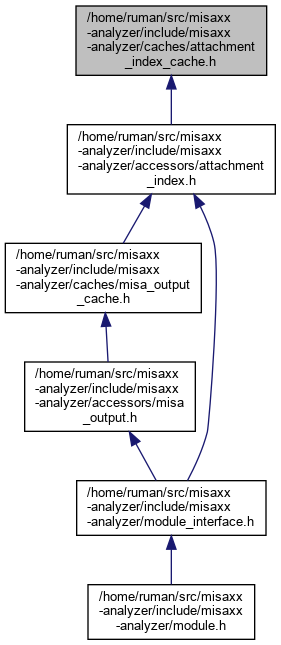 /home/ruman/src/misaxx
-analyzer/include/misaxx
-analyzer/caches/attachment
_index_cache.h
/home/ruman/src/misaxx
-analyzer/include/misaxx
-analyzer/accessors/attachment
_index.h
/home/ruman/src/misaxx
-analyzer/include/misaxx
-analyzer/caches/misa_output
_cache.h
/home/ruman/src/misaxx
-analyzer/include/misaxx
-analyzer/accessors/misa
_output.h
/home/ruman/src/misaxx
-analyzer/include/misaxx
-analyzer/module_interface.h
/home/ruman/src/misaxx
-analyzer/include/misaxx
-analyzer/module.h